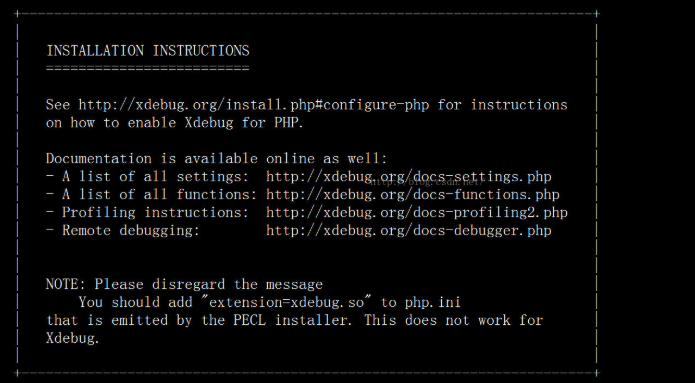 INSTALLATION INSTRUCTIONS
=========================
See http://xdebug.org/install.php#configure-php for instructions
on how to enable Xdebug for PHP.
Documentation is available online as well:
- A list of all settings:  http://xdebug.org/docs-settings.php
http://blog.csdn.net/
- A list of all functions: http://xdebug.org/docs-functions.php
- Profiling instructions:  http://xdebug.org/docs-profiling2.php
- Remote debugging:        http://xdebug.org/docs-debugger.php
NOTE: Please disregard the message
    You should add "extension=xdebug.so" to php.ini
that is emitted by the PECL installer. This does not work for
Xdebug.